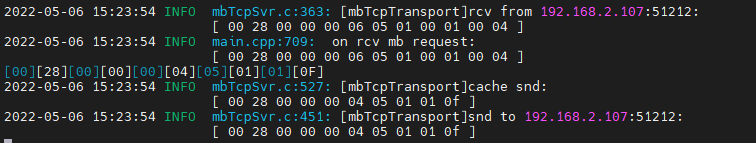 2022-05-06 15:23:54 INFO  mbTcpSvr.c:363: [mbTcpTransport]rcv from 192.168.2.107:51212:
[ 00 28 00 00 00 06 05 01 00 01 00 04 ]
2022-05-06 15:23:54 INFO  main.cpp:709:  on rcv mb request:
[ 00 28 00 00 00 06 05 01 00 01 00 04 ]
[00][28][00][00][00][04][05][01][01][0F]
2022-05-06 15:23:54 INFO  mbTcpSvr.c:527: [mbTcpTransport]cache snd:
[ 00 28 00 00 00 04 05 01 01 0f ]
2022-05-06 15:23:54 INFO  mbTcpSvr.c:451: [mbTcpTransport]snd to 192.168.2.107:51212:
[ 00 28 00 00 00 04 05 01 01 0f ]